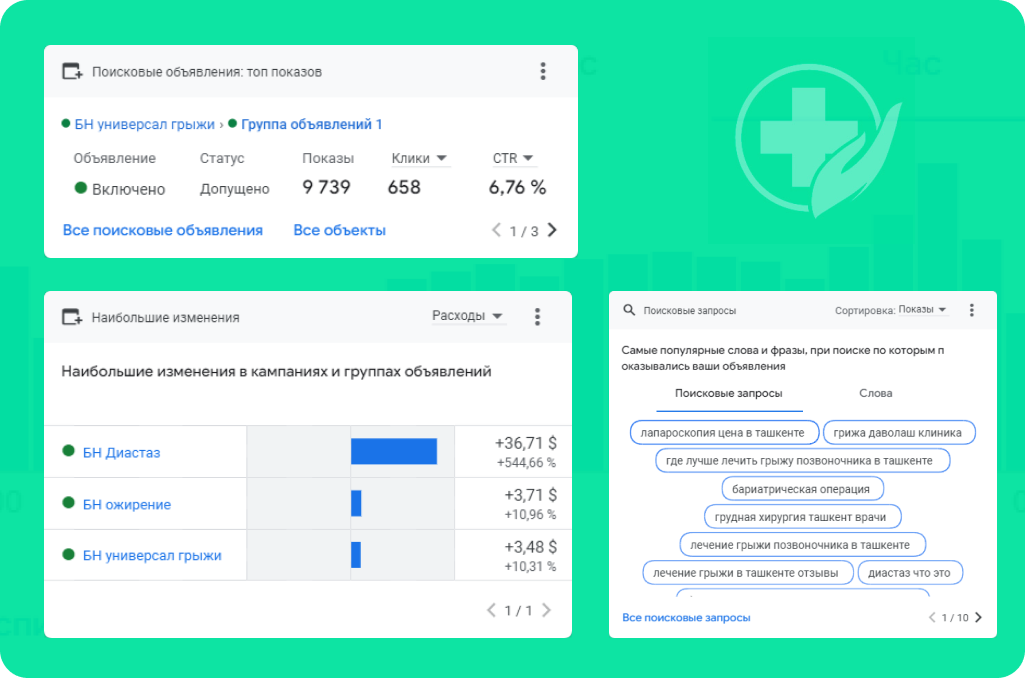 Поисковые объявления: топ показов
БН универсал грыжи › Группа объявлений 1
Объявление Статус Показы Клики CTR
Включено Допущено 9 739 658 6,76 %
Все поисковые объявления Все объекты 1 / 3
Час
Наибольшие изменения Расходы
Наибольшие изменения в кампаниях и группах объявлений
БН Диастаз +36,71 $
+544,66 %
БН ожирение +3,71 $
+10,96 %
БН универсал грыжи +3,48 $
+10,31 %
1 / 1
Поисковые запросы Сортировка: Показы
Самые популярные слова и фразы, при поиске по которым п
оказывались ваши объявления
Поисковые запросы Слова
лапароскопия цена в ташкенте грижа даволаш клиника
где лучше лечить грыжу позвоночника в ташкенте
бариатрическая операция
грудная хирургия ташкент врачи
лечение грыжи позвоночника в ташкенте
лечение грыжи в ташкенте отзывы диастаз что это
Все поисковые запросы 1 / 10